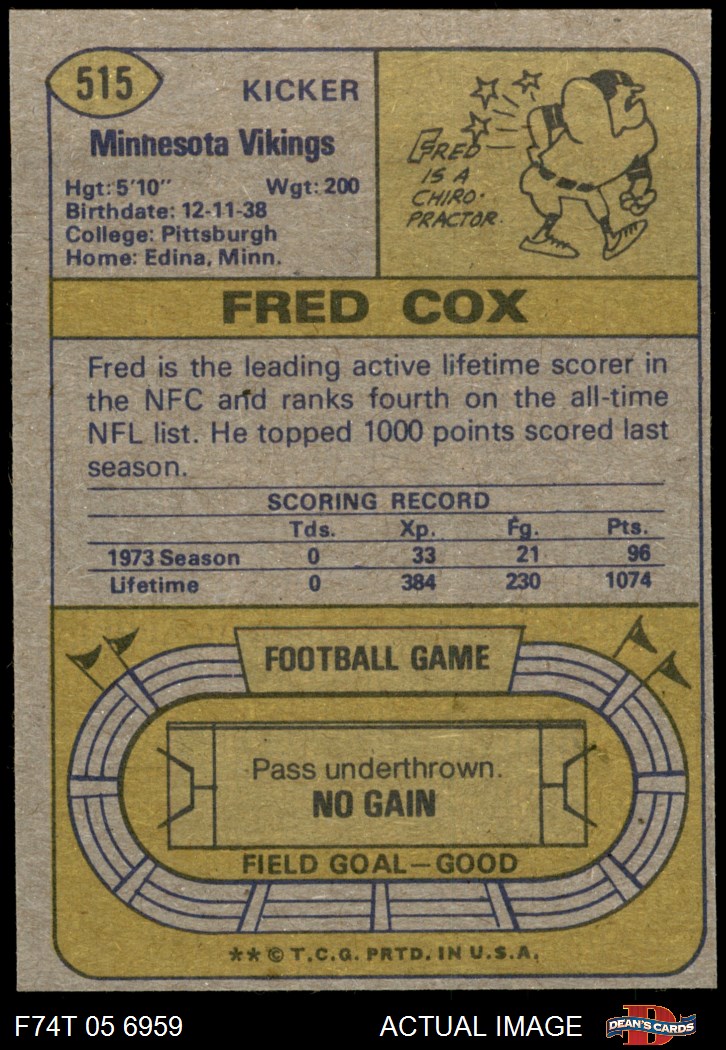 515
KICKER
Minnesota Vikings
Hgt: 5'10" Wgt: 200
Birthdate: 12-11-38
College: Pittsburgh
Home: Edina, Minn.
FRED
IS A
CHIRO-
PRACTOR.
FRED COX
Fred is the leading active lifetime scorer in
the NFC and ranks fourth on the all-time
NFL list. He topped 1000 points scored last
season.
SCORING RECORD
Tds. Xp. Fg. Pts.
1973 Season 0 33 21 96
Lifetime 0 384 230 1074
FOOTBALL GAME
Pass underthrown.
NO GAIN
FIELD GOAL—GOOD
** © T.C.G. PRTD. IN U.S.A.
F74T 05 6959 ACTUAL IMAGE
D
DEAN'S CARDS